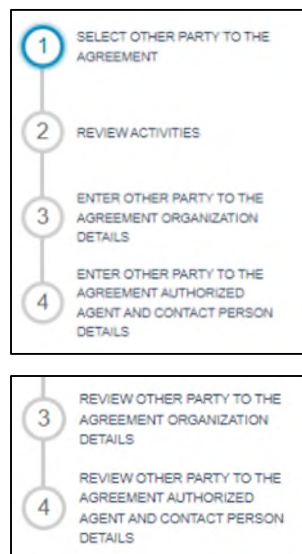 1
SELECT OTHER PARTY TO THE
AGREEMENT
2
REVIEW ACTIVITIES
3
ENTER OTHER PARTY TO THE
AGREEMENT ORGANIZATION
DETAILS
4
ENTER OTHER PARTY TO THE
AGREEMENT AUTHORIZED
AGENT AND CONTACT PERSON
DETAILS
3
REVIEW OTHER PARTY TO THE
AGREEMENT ORGANIZATION
DETAILS
4
REVIEW OTHER PARTY TO THE
AGREEMENT AUTHORIZED
AGENT AND CONTACT PERSON
DETAILS